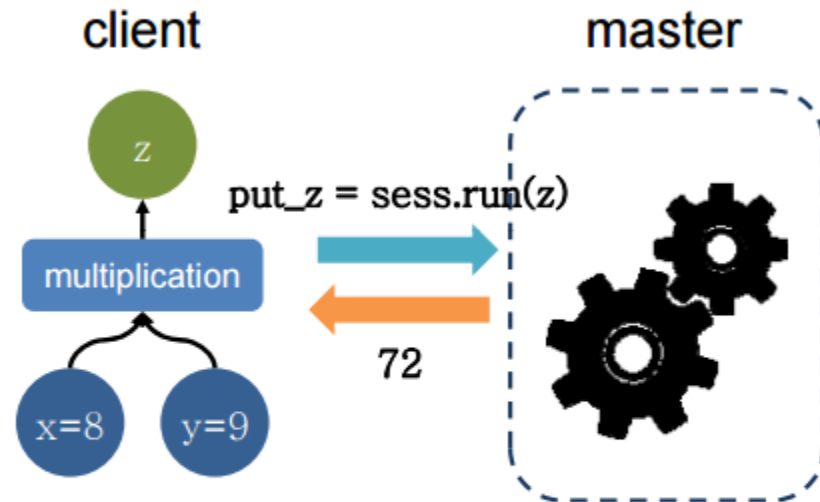 client
master
z
put_z = sess.run(z)
multiplication
72
x=8
y=9